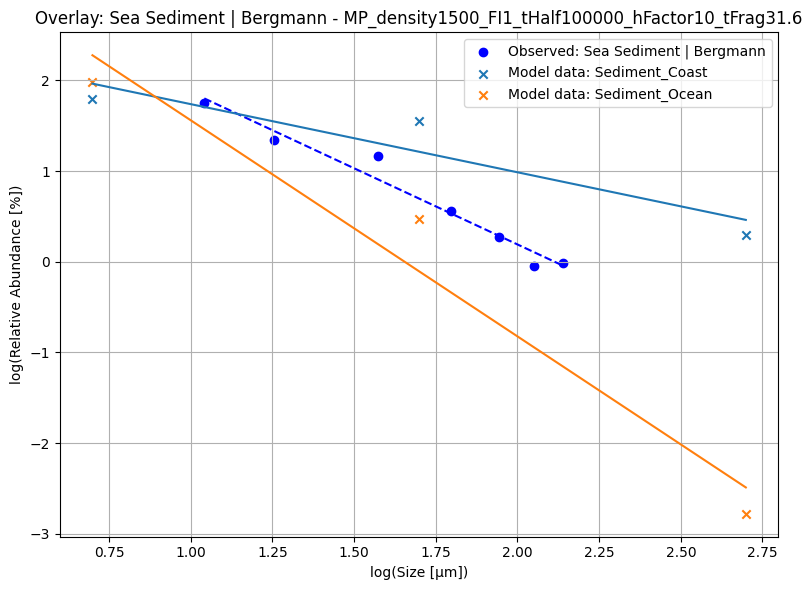 Overlay: Sea Sediment | Bergmann - MP_density1500_FI1_tHalf100000_hFactor10_tFrag31.6
Observed: Sea Sediment | Bergmann
Model data: Sediment_Coast
Model data: Sediment_Ocean
log(Relative Abundance [%])
2
1
0
−1
−2
−3
0.75 1.00 1.25 1.50 1.75 2.00 2.25 2.50 2.75
log(Size [μm])